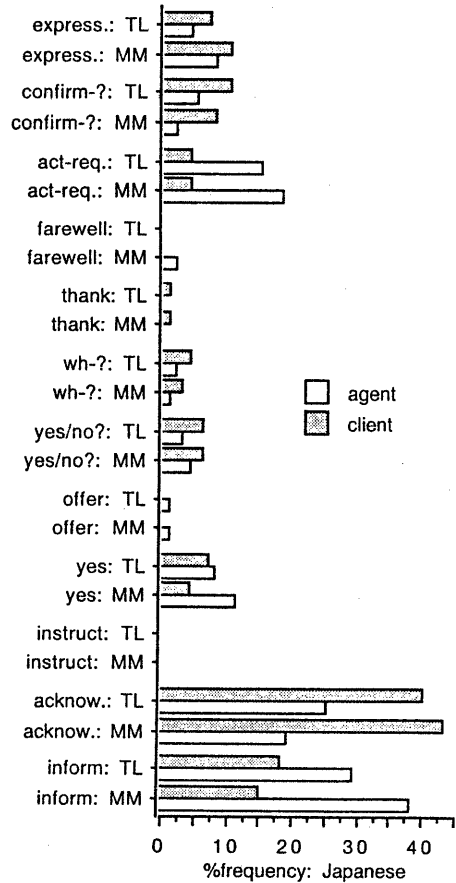 express.: TL
express.: MM
confirm-?: TL
confirm-?: MM
act-req.: TL
act-req.: MM
farewell: TL
farewell: MM
thank: TL
thank: MM
wh-?: TL
wh-?: MM
agent
client
yes/no?: TL
yes/no?: MM
offer: TL
offer: MM
yes: TL
yes: MM
instruct: TL
instruct: MM
acknow.: TL
acknow.: MM
inform: TL
inform: MM
0 10 20 30 40
%frequency: Japanese